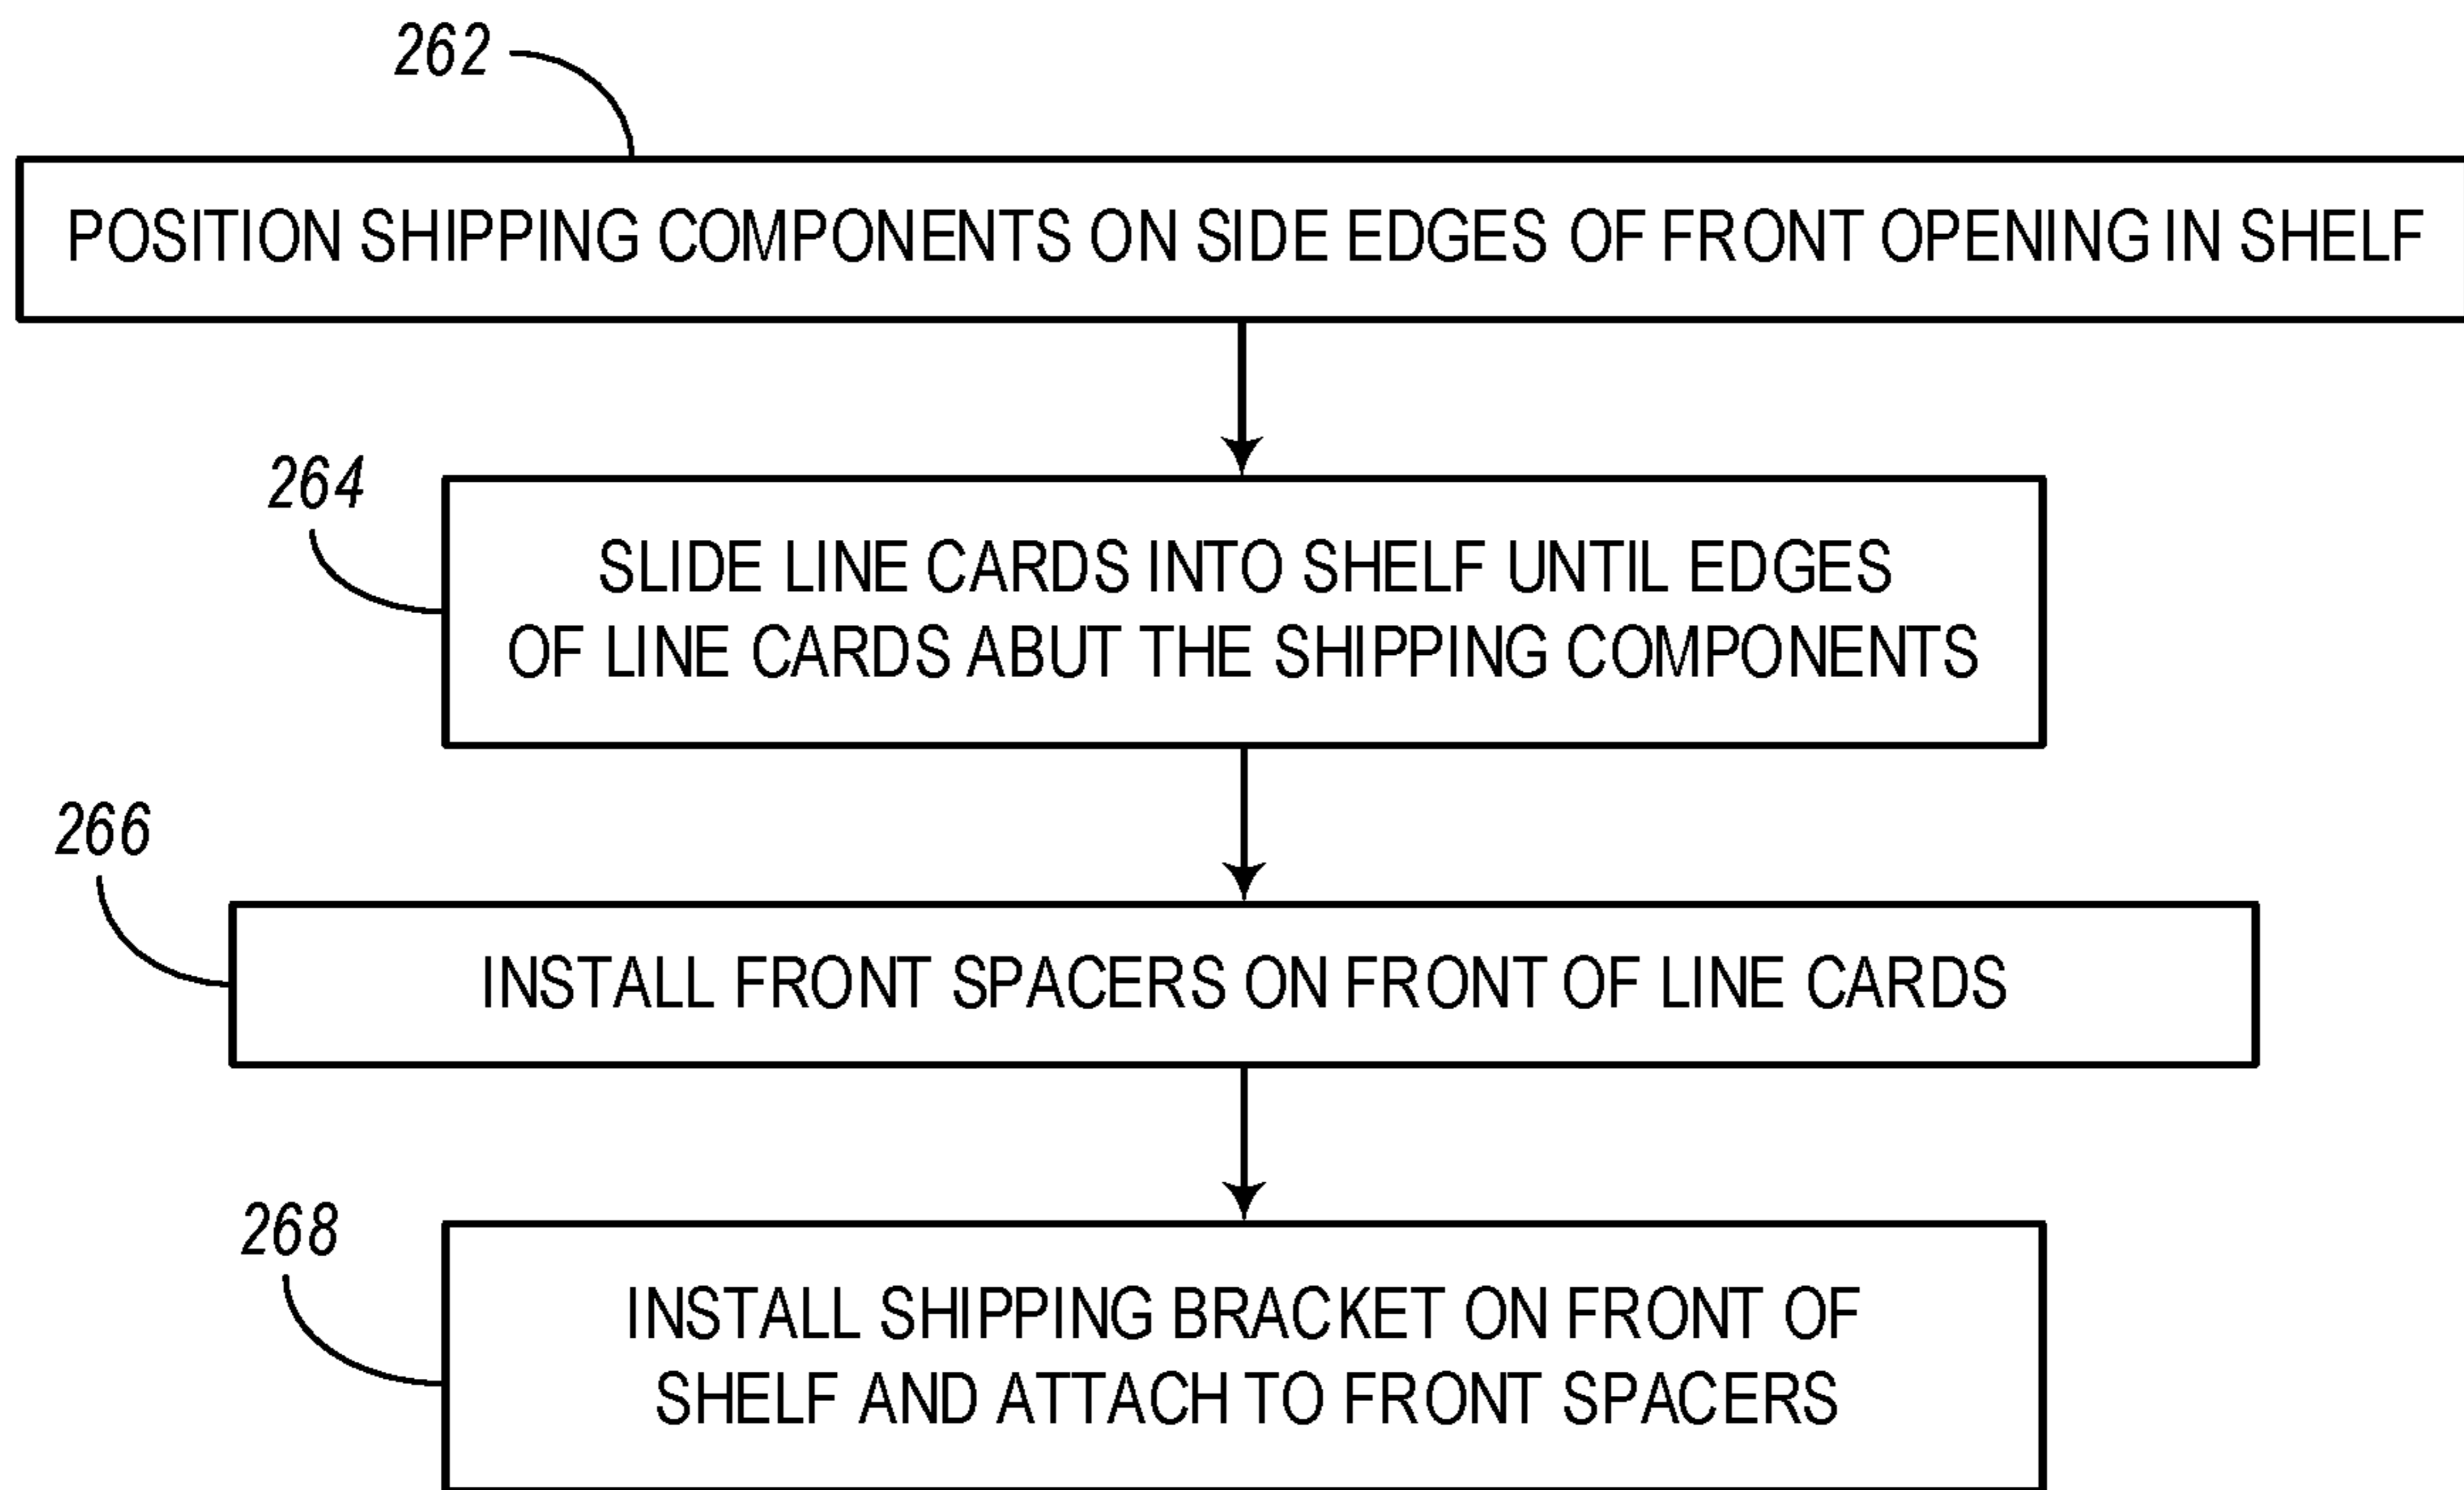 262
POSITION SHIPPING COMPONENTS ON SIDE EDGES OF FRONT OPENING IN SHELF
264
SLIDE LINE CARDS INTO SHELF UNTIL EDGES
OF LINE CARDS ABUT THE SHIPPING COMPONENTS
266
INSTALL FRONT SPACERS ON FRONT OF LINE CARDS
268
INSTALL SHIPPING BRACKET ON FRONT OF
SHELF AND ATTACH TO FRONT SPACERS